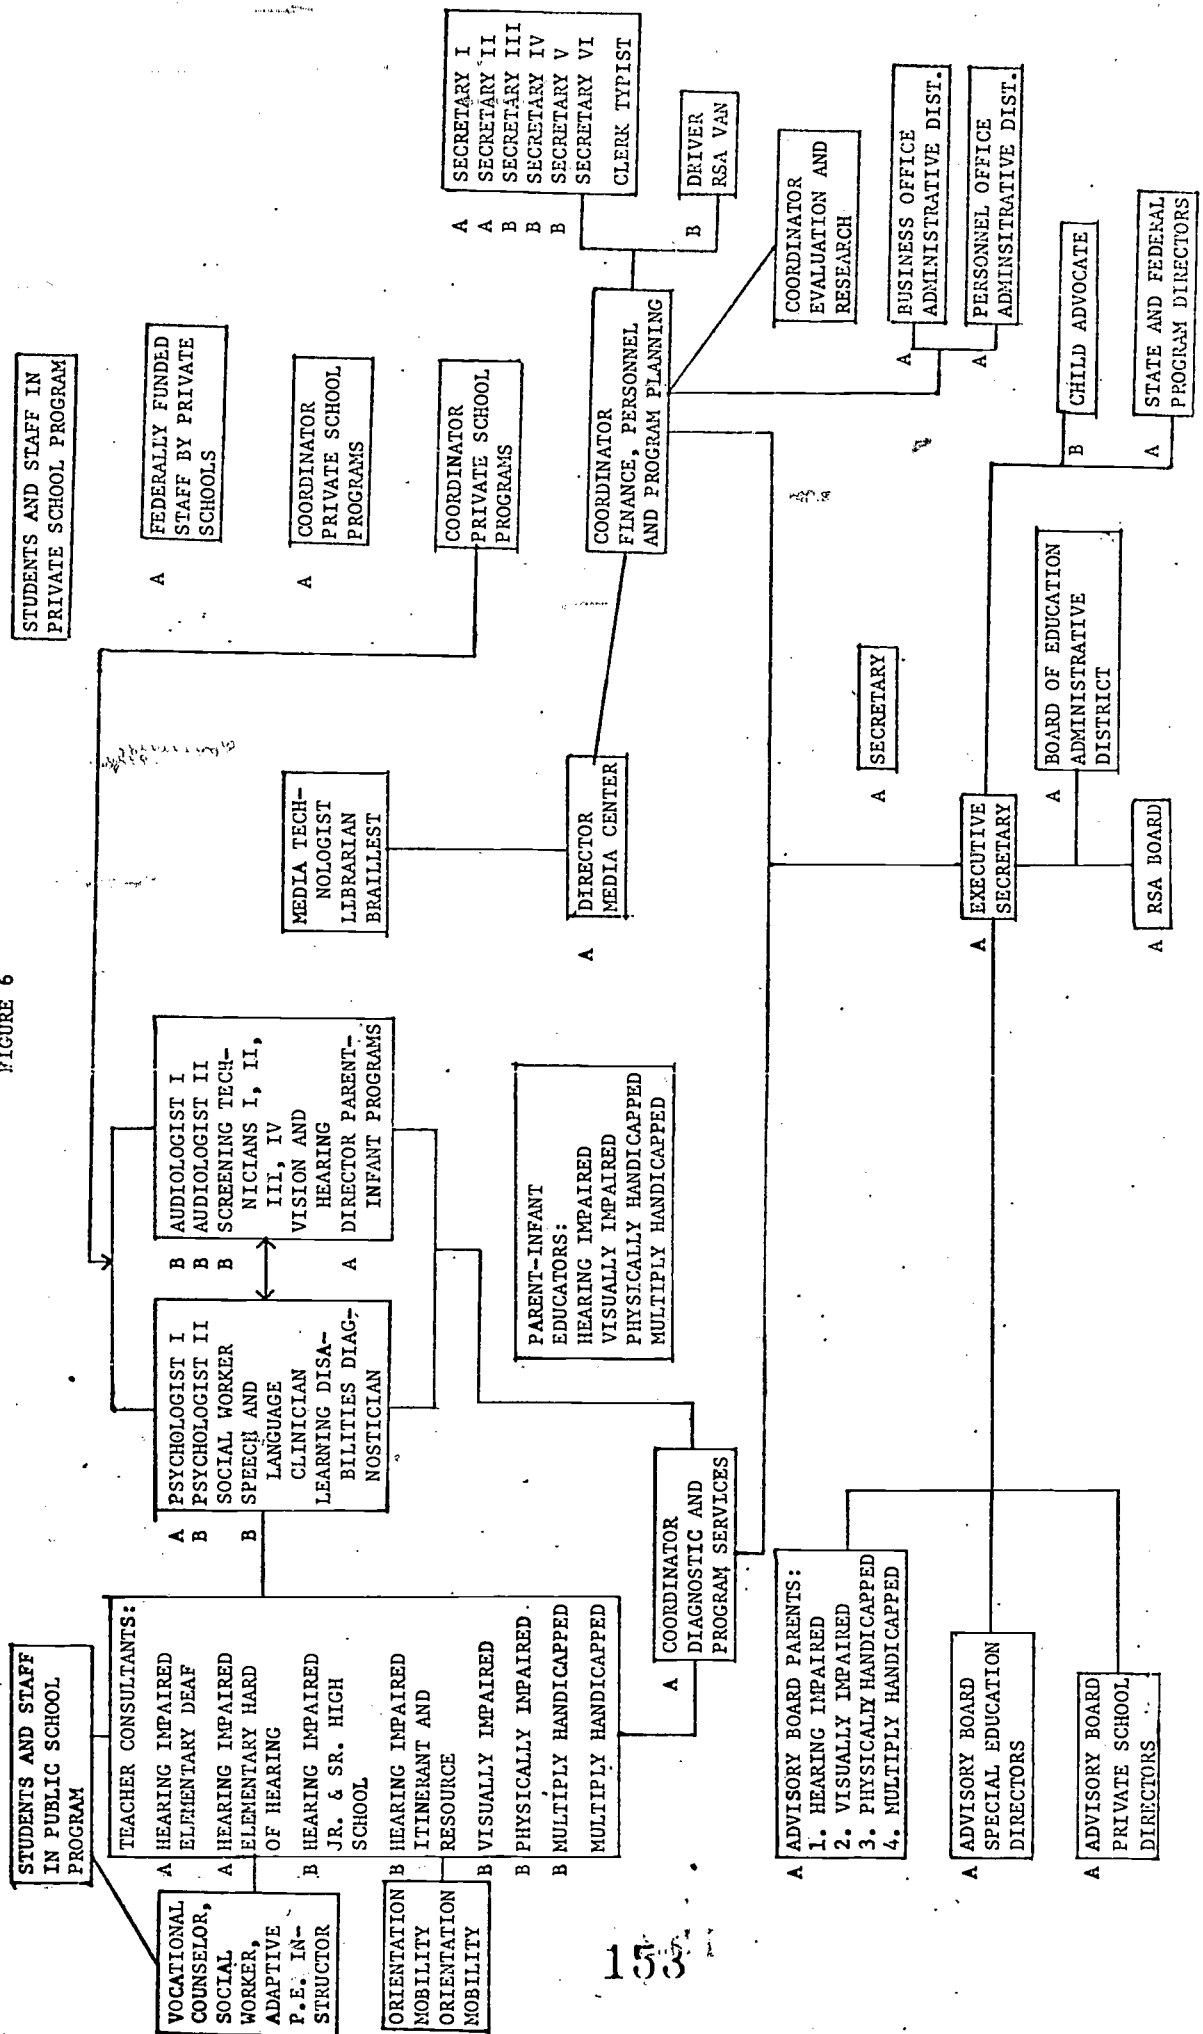 FIGURE 6
STUDENTS AND STAFF
IN PUBLIC SCHOOL
PROGRAM
VOCATIONAL
COUNSELOR,
SOCIAL
WORKER,
ADAPTIVE
P.E. IN-
STRUCTOR
ORIENTATION
MOBILITY
ORIENTATION
MOBILITY
TEACHER CONSULTANTS:
A HEARING IMPAIRED
ELMENTARY DEAF
A HEARING IMPAIRED
ELEMENTARY HARD
OF HEARING
B HEARING IMPAIRED
JR. & SR. HIGH
SCHOOL
B HEARING IMPAIRED
ITINERANT AND
RESOURCE
B VISUALLY IMPAIRED
B PHYSICALLY IMPAIRED
B MULTIPLY HANDICAPPED
MULTIPLY HANDICAPPED
A PSYCHOLOGIST I
B PSYCHOLOGIST II
SOCIAL WORKER
B SPEECH AND
LANGUAGE
CLINICIAN
LEARNING DISA-
BILITIES DIAG-
NOSTICIAN
B AUDIOLOGIST I
B AUDIOLOGIST II
B SCREENING TECH-
NICIANS I, II,
III, IV
VISION AND
HEARING
A DIRECTOR PARENT-
INFANT PROGRAMS
PARENT-INFANT
EDUCATORS:
HEARING IMPAIRED
VISUALLY IMPAIRED
PHYSICALLY HANDICAPPED
MULTIPLY HANDICAPPED
A COORDINATOR
DIAGNOSTIC AND
PROGRAM SERVICES
MEDIA TECH-
NOLOGIST
LIBRARIAN
BRAILLEST
A DIRECTOR
MEDIA CENTER
STUDENTS AND STAFF IN
PRIVATE SCHOOL PROGRAM
A FEDERALLY FUNDED
STAFF BY PRIVATE
SCHOOLS
A COORDINATOR
PRIVATE SCHOOL
PROGRAMS
COORDINATOR
PRIVATE SCHOOL
PROGRAMS
COORDINATOR
FINANCE, PERSONNEL
AND PROGRAM PLANNING
A SECRETARY I
A SECRETARY II
B SECRETARY III
B SECRETARY IV
B SECRETARY V
SECRETARY VI
CLERK TYPIST
B DRIVER
RSA VAN
COORDINATOR
EVALUATION AND
RESEARCH
A BUSINESS OFFICE
ADMINISTRATIVE DIST.
A PERSONNEL OFFICE
ADMINSITRATIVE DIST.
B CHILD ADVOCATE
A STATE AND FEDERAL
PROGRAM DIRECTORS
A SECRETARY
A EXECUTIVE
SECRETARY
A BOARD OF EDUCATION
ADMINISTRATIVE
DISTRICT
A RSA BOARD
A ADVISORY BOARD PARENTS:
1. HEARING IMPAIRED
2. VISUALLY IMPAIRED
3. PHYSICALLY HANDICAPPED
4. MULTIPLY HANDICAPPED
A ADVISORY BOARD
SPECIAL EDUCATION
DIRECTORS
A ADVISORY BOARD
PRIVATE SCHOOL
DIRECTORS
153